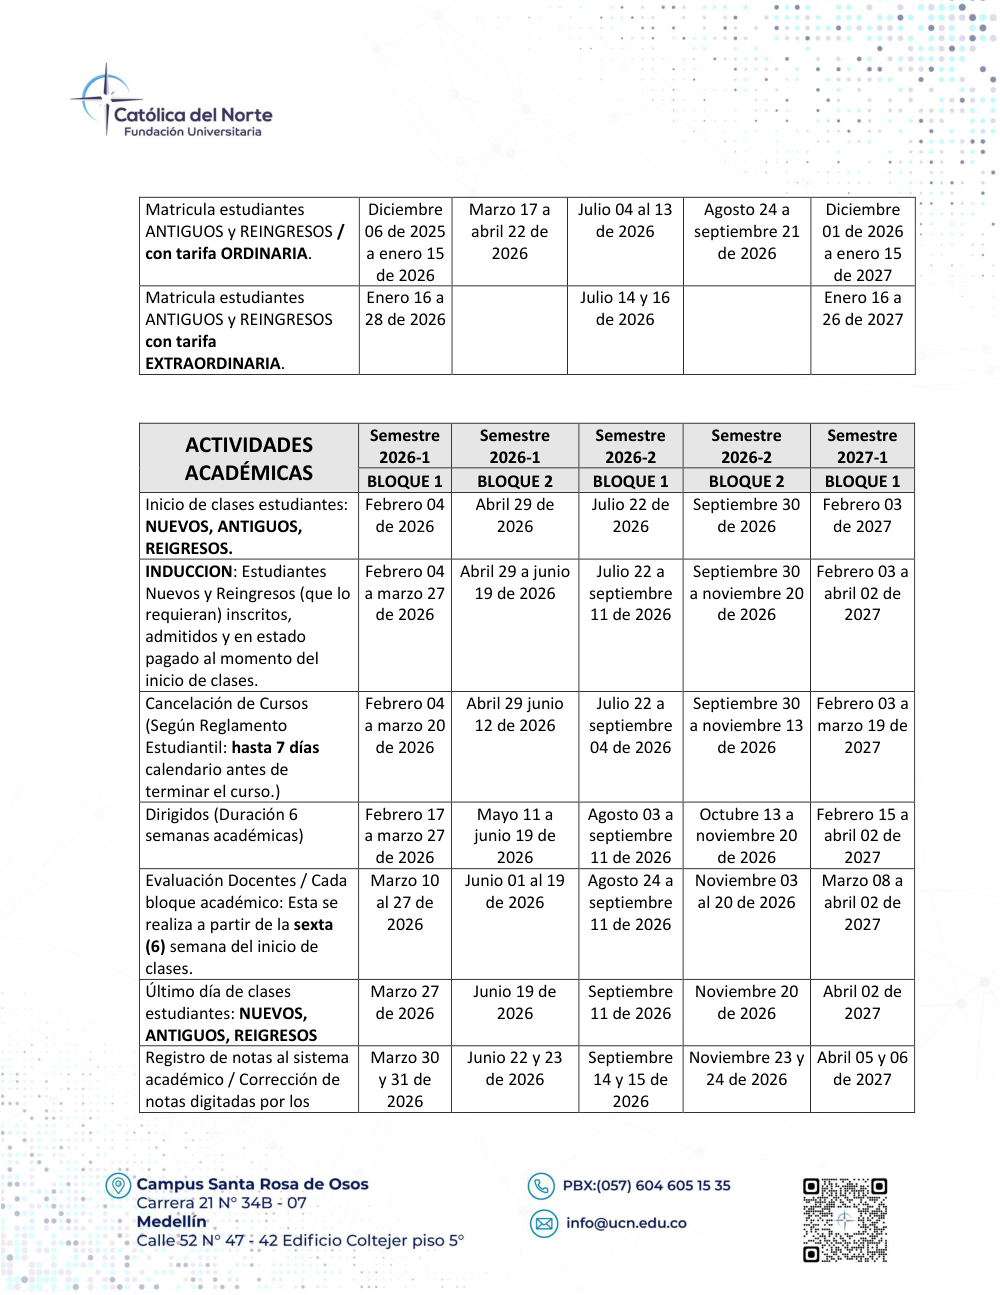 Católica del Norte
Fundación Universitaria
Matricula estudiantes
ANTIGUOS y REINGRESOS /
con tarifa ORDINARIA.
Diciembre
06 de 2025
a enero 15
de 2026
Marzo 17 a
abril 22 de
2026
Julio 04 al 13
de 2026
Agosto 24 a
septiembre 21
de 2026
Diciembre
01 de 2026
a enero 15
de 2027
Matricula estudiantes
ANTIGUOS y REINGRESOS
con tarifa
EXTRAORDINARIA.
Enero 16 a
28 de 2026
Julio 14 y 16
de 2026
Enero 16 a
26 de 2027
ACTIVIDADES
ACADÉMICAS
Semestre
2026-1
Semestre
2026-1
Semestre
2026-2
Semestre
2026-2
Semestre
2027-1
BLOQUE 1
BLOQUE 2
BLOQUE 1
BLOQUE 2
BLOQUE 1
Inicio de clases estudiantes:
NUEVOS, ANTIGUOS,
REIGRESOS.
Febrero 04
de 2026
Abril 29 de
2026
Julio 22 de
2026
Septiembre 30
de 2026
Febrero 03
de 2027
INDUCCION: Estudiantes
Nuevos y Reingresos (que lo
requieran) inscritos,
admitidos y en estado
pagado al momento del
inicio de clases.
Febrero 04
a marzo 27
de 2026
Abril 29 a junio
19 de 2026
Julio 22 a
septiembre
11 de 2026
Septiembre 30
a noviembre 20
de 2026
Febrero 03 a
abril 02 de
2027
Cancelación de Cursos
(Según Reglamento
Estudiantil: hasta 7 días
calendario antes de
terminar el curso.)
Febrero 04
a marzo 20
de 2026
Abril 29 junio
12 de 2026
Julio 22 a
septiembre
04 de 2026
Septiembre 30
a noviembre 13
de 2026
Febrero 03 a
marzo 19 de
2027
Dirigidos (Duración 6
semanas académicas)
Febrero 17
a marzo 27
de 2026
Mayo 11 a
junio 19 de
2026
Agosto 03 a
septiembre
11 de 2026
Octubre 13 a
noviembre 20
de 2026
Febrero 15 a
abril 02 de
2027
Evaluación Docentes / Cada
bloque académico: Esta se
realiza a partir de la sexta
(6) semana del inicio de
clases.
Marzo 10
al 27 de
2026
Junio 01 al 19
de 2026
Agosto 24 a
septiembre
11 de 2026
Noviembre 03
al 20 de 2026
Marzo 08 a
abril 02 de
2027
Último día de clases
estudiantes: NUEVOS,
ANTIGUOS, REIGRESOS
Marzo 27
de 2026
Junio 19 de
2026
Septiembre
11 de 2026
Noviembre 20
de 2026
Abril 02 de
2027
Registro de notas al sistema
académico / Corrección de
notas digitadas por los
Marzo 30
y 31 de
2026
Junio 22 y 23
de 2026
Septiembre
14 y 15 de
2026
Noviembre 23 y
24 de 2026
Abril 05 y 06
de 2027
Campus Santa Rosa de Osos
Carrera 21 N° 34B - 07
Medellín
Calle 52 N° 47 - 42 Edificio Coltejer piso 5°
PBX:(057) 604 605 15 35
info@ucn.edu.co